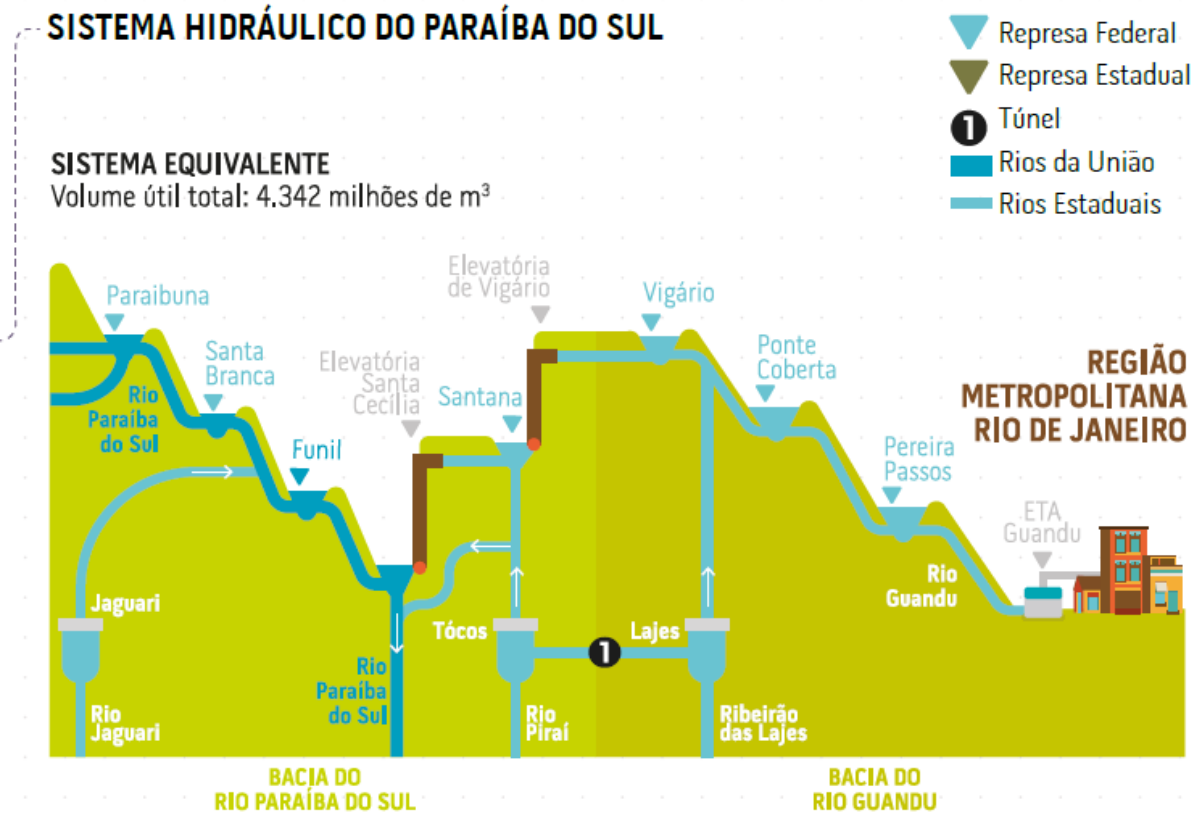 SISTEMA HIDRÁULICO DO PARAÍBA DO SUL
Represa Federal
Represa Estadual
1
Túnel
Rios da União
Rios Estaduais
SISTEMA EQUIVALENTE
Volume útil total: 4.342 milhões de m³
Paraibuna
Rio
Paraíba
do Sul
Santa
Branca
Funil
Elevatória
Santa
Cecília
Santana
Elevatória
de Vigário
Vigário
Ponte
Coberta
Pereira
Passos
REGIÃO
METROPOLITANA
RIO DE JANEIRO
ETA
Guandu
Rio
Guandu
Jaguari
Rio
Jaguari
Rio
Paraíba
do Sul
Tócos
Rio
Piraí
1
Lajes
Ribeirão
das Lajes
BACIA DO
RIO PARAÍBA DO SUL
BACIA DO
RIO GUANDU